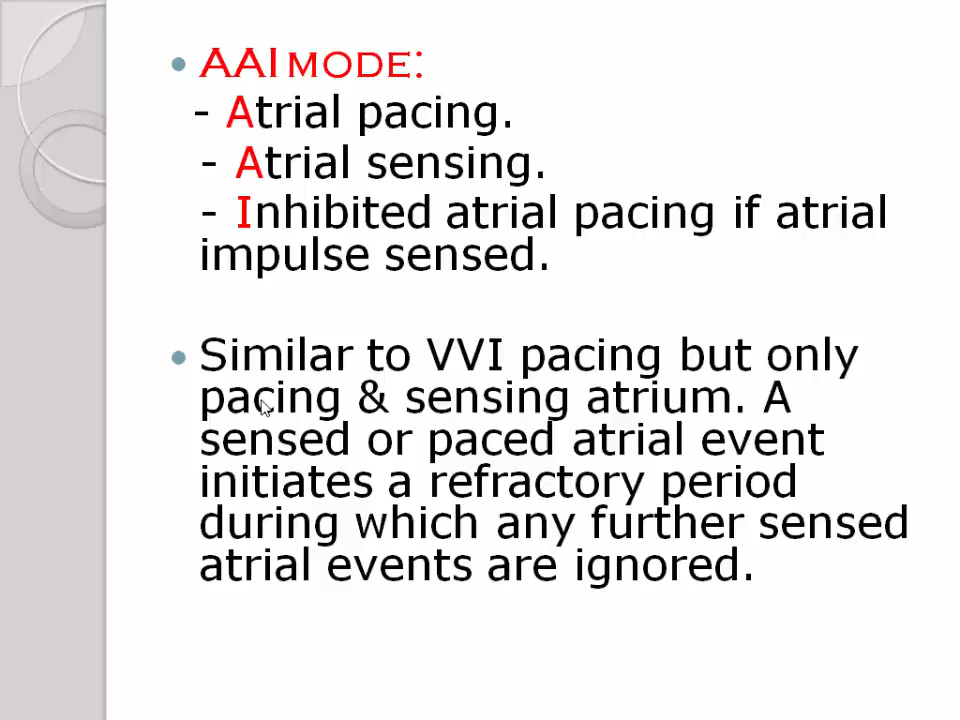 • AAI MODE:
- Atrial pacing.
- Atrial sensing.
- Inhibited atrial pacing if atrial
impulse sensed.
• Similar to VVI pacing but only
pacing & sensing atrium. A
sensed or paced atrial event
initiates a refractory period
during which any further sensed
atrial events are ignored.